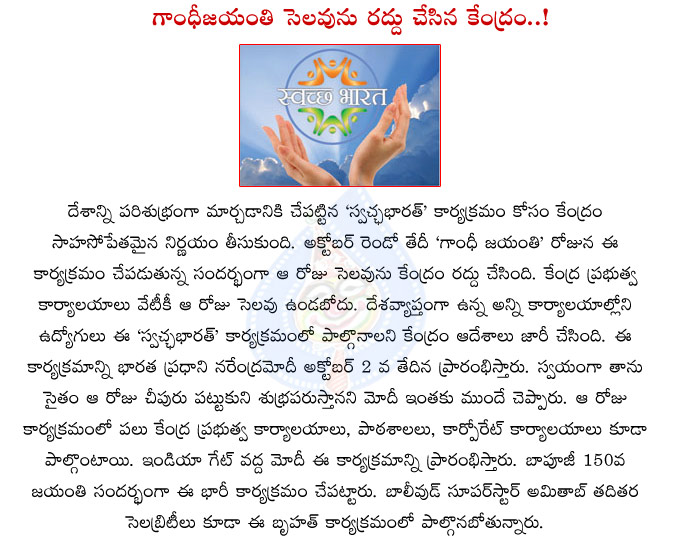 గాంధీజయంతి సెలవును రద్దు చేసిన కేంద్రం..!
स्वच्छ भारत
దేశాన్ని పరిశుభ్రంగా మార్చడానికి చేపట్టిన ‘స్వచ్ఛభారత్’ కార్యక్రమం కోసం కేంద్రం
సాహసోపేతమైన నిర్ణయం తీసుకుంది. అక్టోబర్ రెండో తేదీ ‘గాంధీ జయంతి’ రోజున ఈ
కార్యక్రమం చేపడుతున్న సందర్భంగా ఆ రోజు సెలవును కేంద్రం రద్దు చేసింది. కేంద్ర ప్రభుత్వ
కార్యాలయాలు వేటికీ ఆ రోజు సెలవు ఉండబోదు. దేశవ్యాప్తంగా ఉన్న అన్ని కార్యాలయాల్లోని
ఉద్యోగులు ఈ ‘స్వచ్ఛభారత్’ కార్యక్రమంలో పాల్గొనాలని కేంద్రం ఆదేశాలు జారీ చేసింది. ఈ
కార్యక్రమాన్ని భారత ప్రధాని నరేంద్రమోదీ అక్టోబర్ 2 వ తేదిన ప్రారంభిస్తారు. స్వయంగా తాను
సైతం ఆ రోజు చీపురు పట్టుకుని శుభ్రపరుస్తానని మోదీ ఇంతకు ముందే చెప్పారు. ఆ రోజు
కార్యక్రమంలో పలు కేంద్ర ప్రభుత్వ కార్యాలయాలు, పాఠశాలలు, కార్పోరేట్ కార్యాలయాలు కూడా
పాల్గొంటాయి. ఇండియా గేట్ వద్ద మోదీ ఈ కార్యక్రమాన్ని ప్రారంభిస్తారు. బాపూజీ 150వ
జయంతి సందర్భంగా ఈ భారీ కార్యక్రమం చేపట్టారు. బాలీవుడ్ సూపర్‌స్టార్ అమితాబ్ తదితర
సెలబ్రిటీలు కూడా ఈ బృహత్ కార్యక్రమంలో పాల్గొనబోతున్నారు.